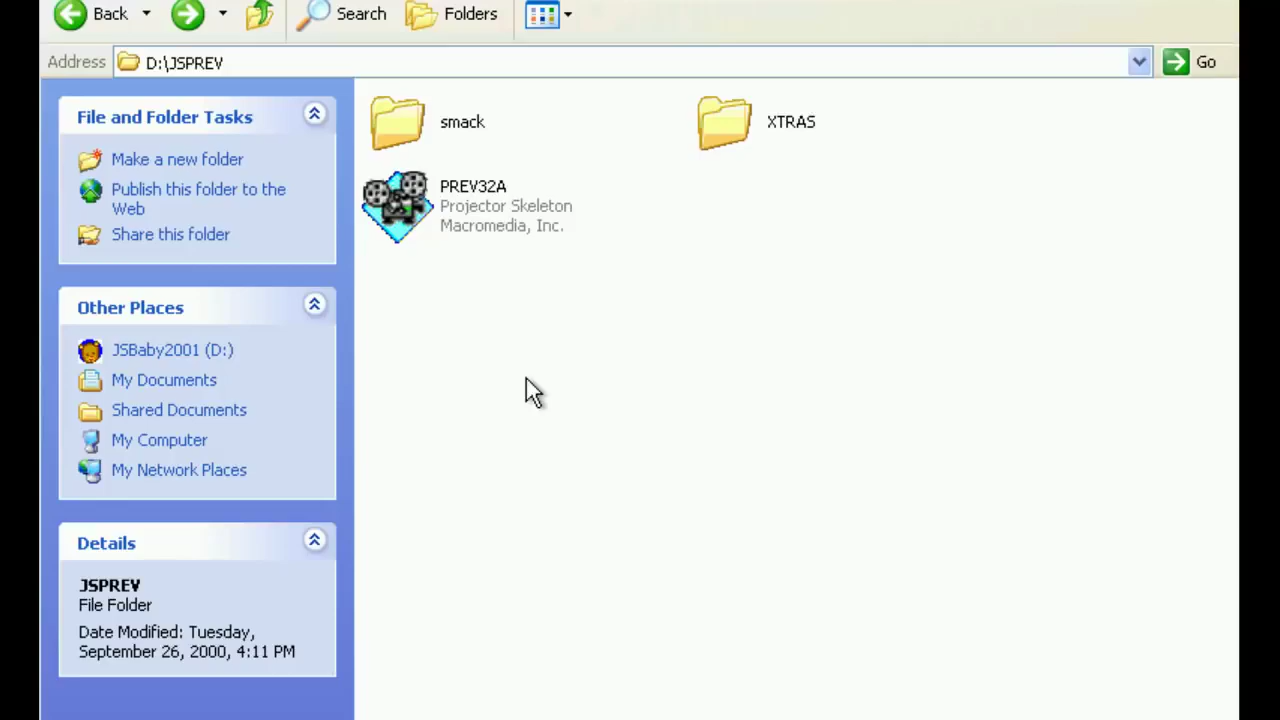 Back
Search
Folders
Address
D:\JSPREV
Go
File and Folder Tasks
Make a new folder
Publish this folder to the
Web
Share this folder
Other Places
JSBaby2001 (D:)
My Documents
Shared Documents
My Computer
My Network Places
Details
JSPREV
File Folder
Date Modified: Tuesday,
September 26, 2000, 4:11 PM
smack
XTRAS
PREV32A
Projector Skeleton
Macromedia, Inc.